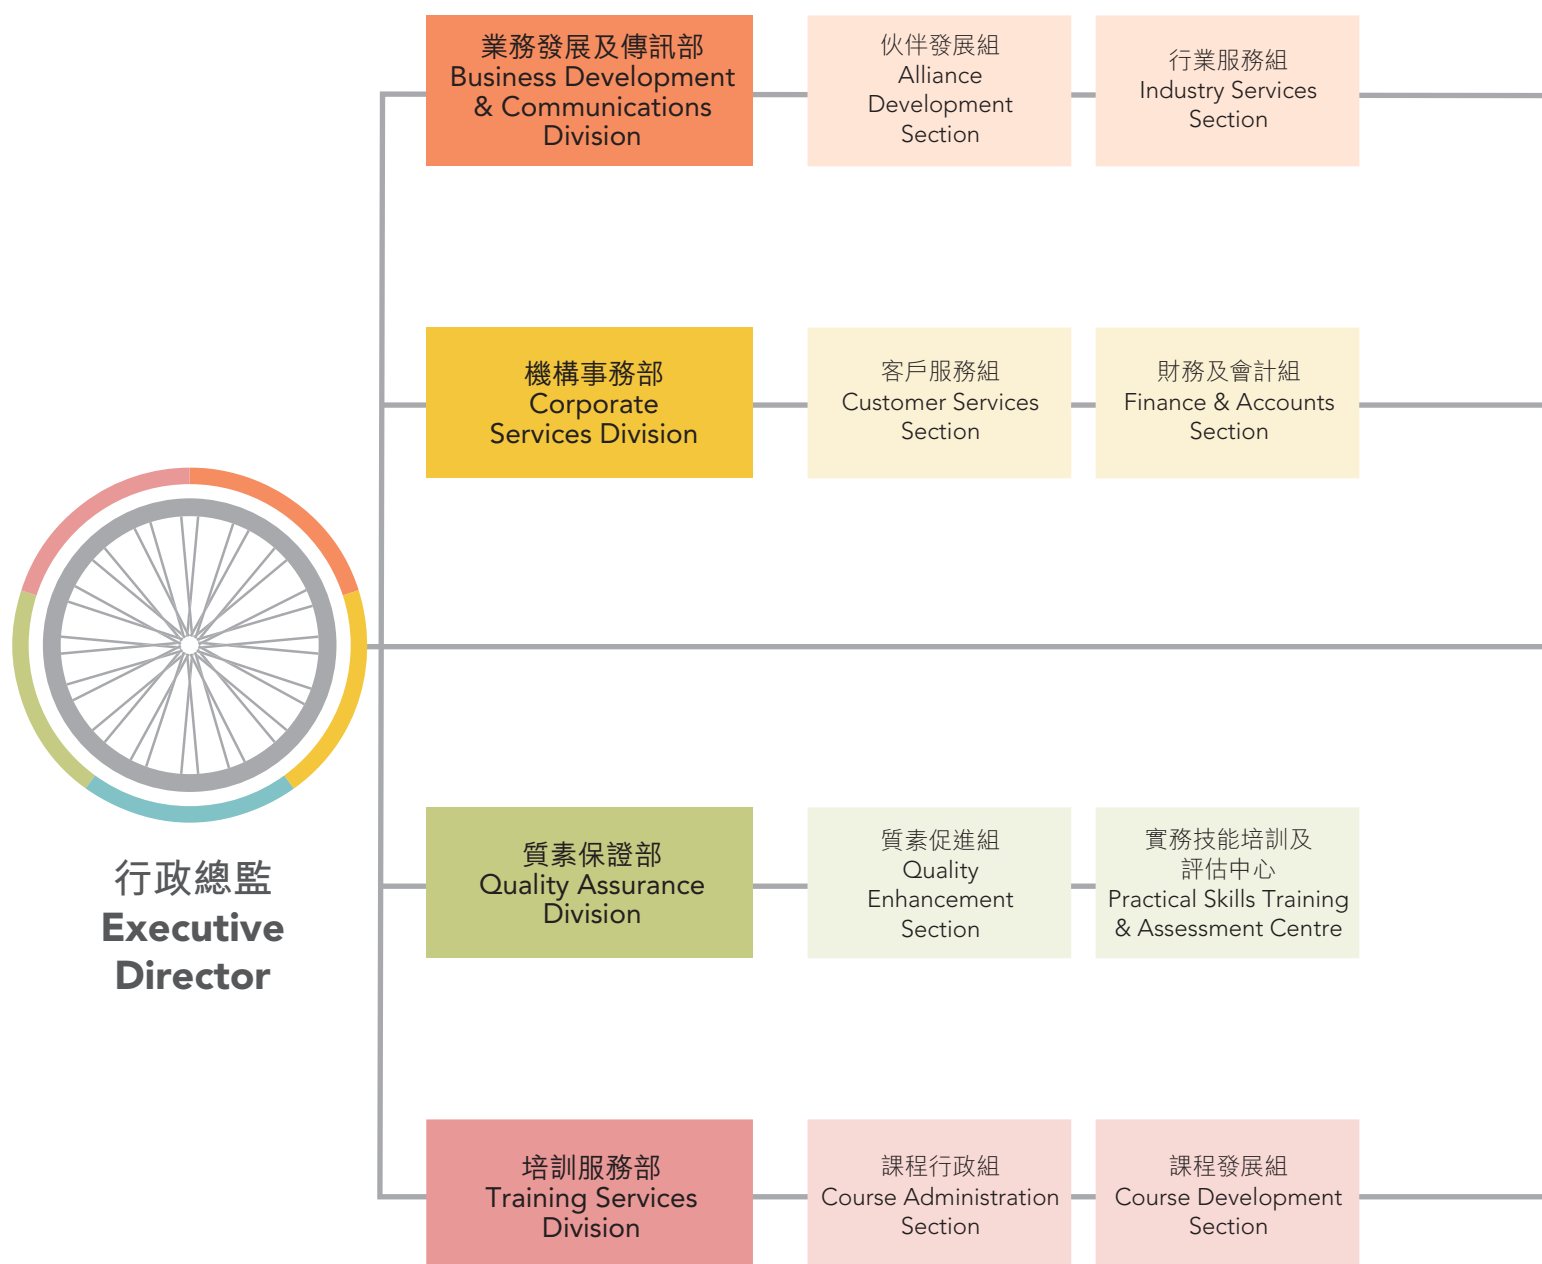 業務發展及傳訊部
Business Development
& Communications
Division
伙伴發展組
Alliance
Development
Section
行業服務組
Industry Services
Section
機構事務部
Corporate
Services Division
客戶服務組
Customer Services
Section
財務及會計組
Finance & Accounts
Section
行政總監
Executive
Director
質素保證部
Quality Assurance
Division
質素促進組
Quality
Enhancement
Section
實務技能培訓及
評估中心
Practical Skills Training
& Assessment Centre
培訓服務部
Training Services
Division
課程行政組
Course Administration
Section
課程發展組
Course Development
Section